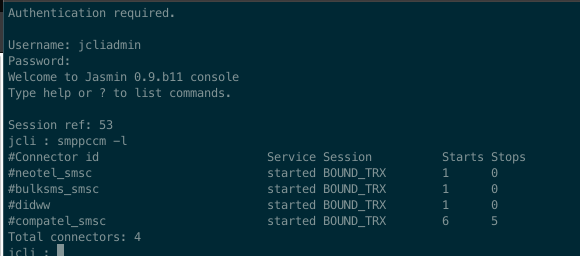 Authentication required.
Username: jcliadmin
Password:
Welcome to Jasmin 0.9.b11 console
Type help or ? to list commands.
Session ref: 53
jcli : smppccm -l
#Connector id                        Service Session          Starts Stops
#neotel_smsc                         started BOUND_TRX        1      0
#bulksms_smsc                        started BOUND_TRX        1      0
#didww                               started BOUND_TRX        1      0
#compatel_smsc                       started BOUND_TRX        6      5
Total connectors: 4
jcli :